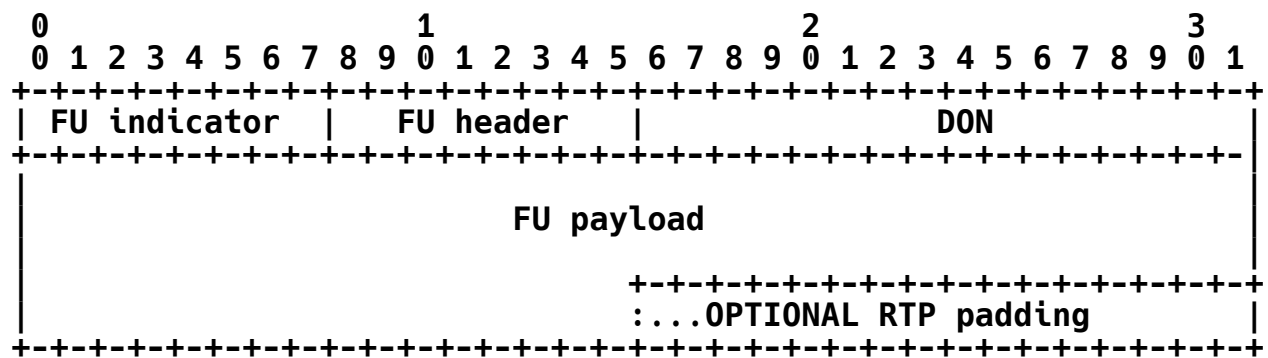 0                   1                   2                   3
 0 1 2 3 4 5 6 7 8 9 0 1 2 3 4 5 6 7 8 9 0 1 2 3 4 5 6 7 8 9 0 1
+-+-+-+-+-+-+-+-+-+-+-+-+-+-+-+-+-+-+-+-+-+-+-+-+-+-+-+-+-+-+-+-+
| FU indicator  |   FU header   |               DON             |
+-+-+-+-+-+-+-+-+-+-+-+-+-+-+-+-+-+-+-+-+-+-+-+-+-+-+-+-+-+-+-+-|
|                                                               |
|                         FU payload                            |
|                                                               |
|                               +-+-+-+-+-+-+-+-+-+-+-+-+-+-+-+-+
|                               :...OPTIONAL RTP padding        |
+-+-+-+-+-+-+-+-+-+-+-+-+-+-+-+-+-+-+-+-+-+-+-+-+-+-+-+-+-+-+-+-+